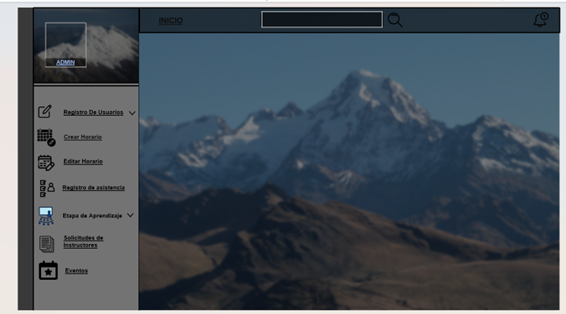 INICIO
ADMIN
Registro De Usuarios
Crear Horario
Editar Horario
Registro de asistencia
Etapa de Aprendizaje
Solicitudes de
Instructores
Eventos